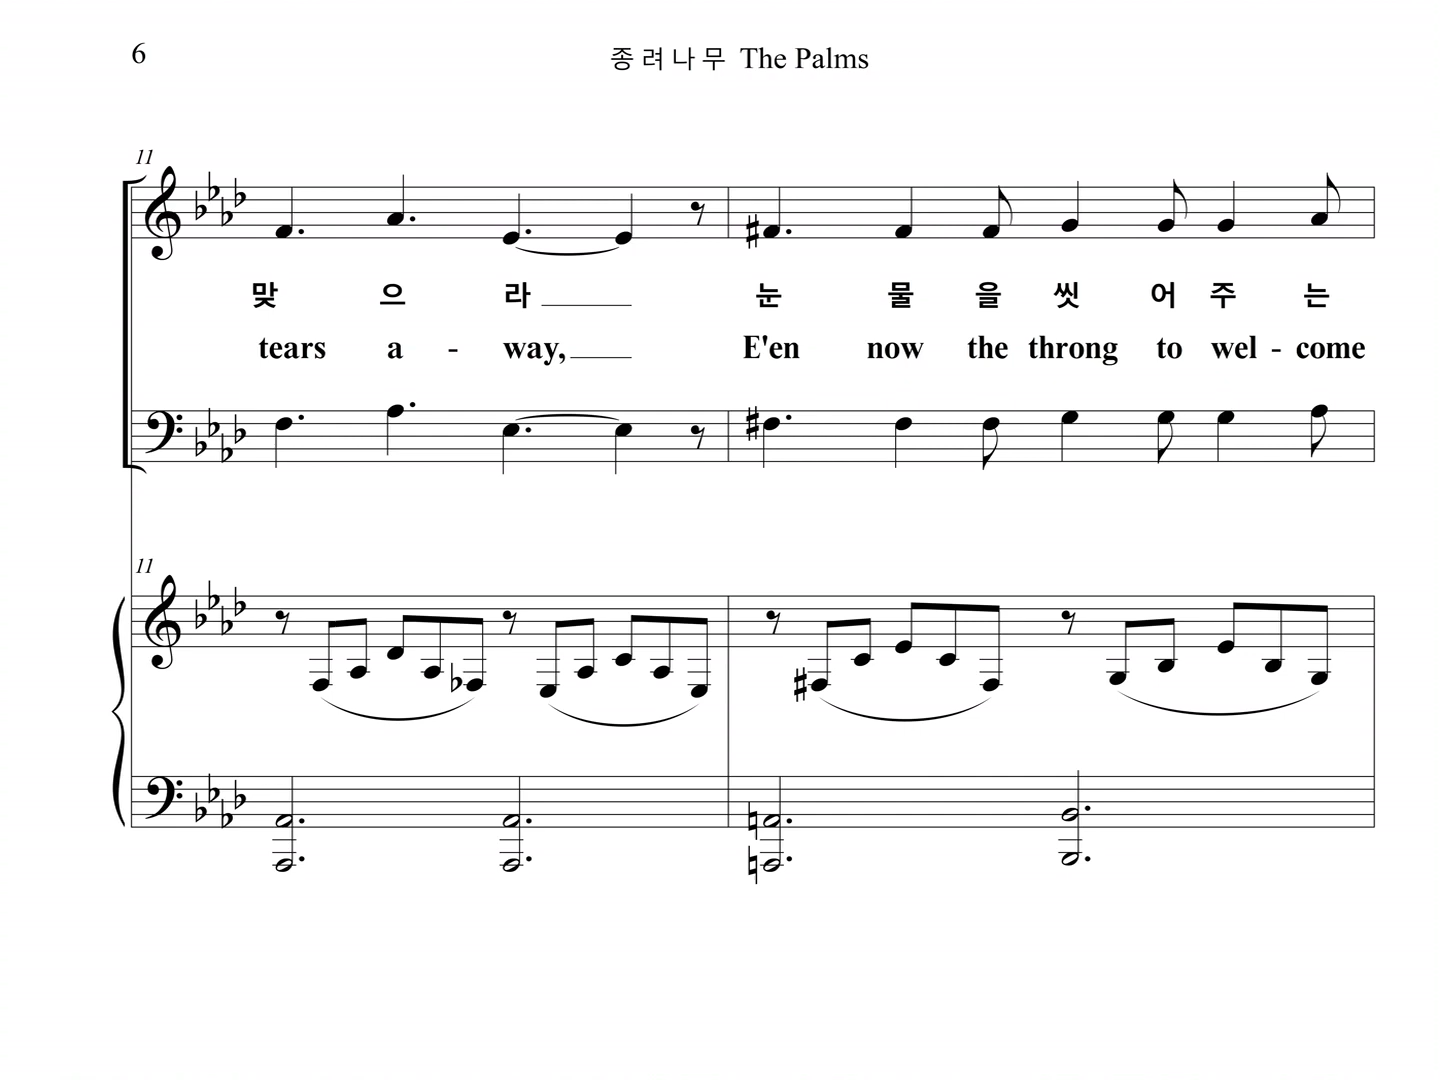 6
종려나무 The Palms
11
맞 으 라
눈 물 을 씻 어 주 는
tears a - way, E'en now the throng to wel - come
11